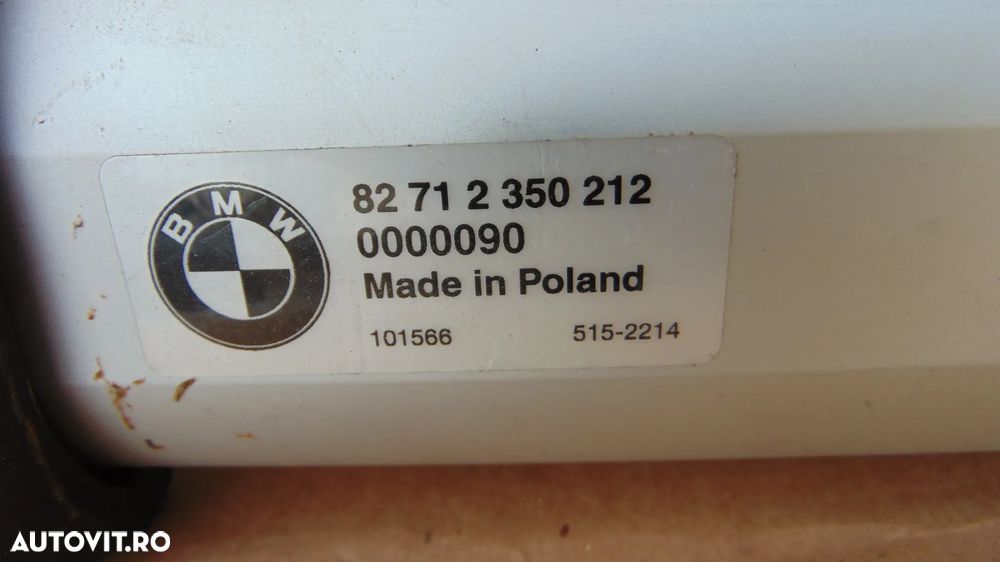 BMW
82 71 2 350 212
0000090
Made in Poland
101566 515-2214
AUTOVIT.RO